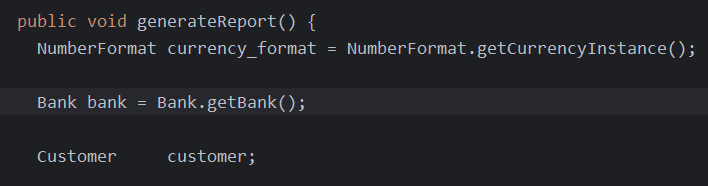 public void generateReport() {
NumberFormat currency_format = NumberFormat.getCurrencyInstance();
Bank bank = Bank.getBank();
Customer     customer;